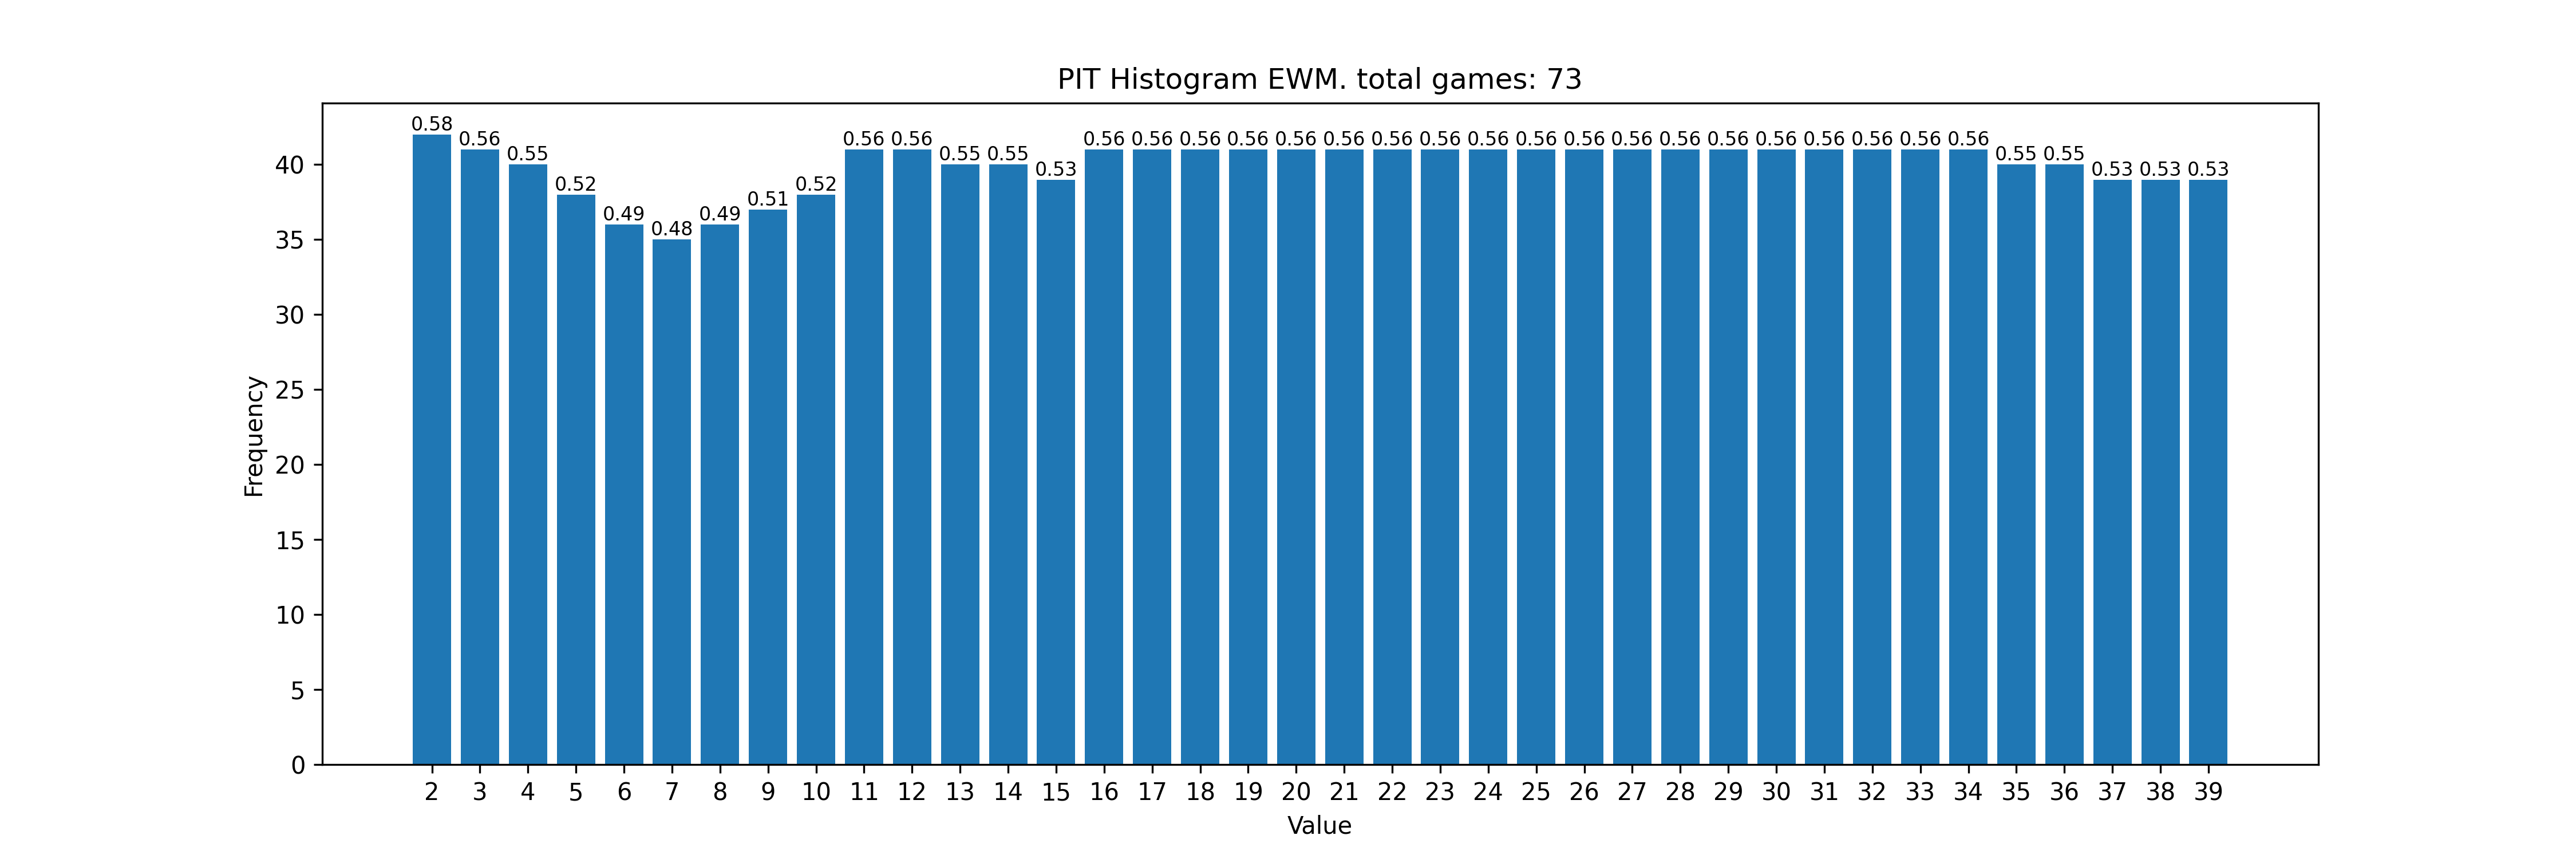 PIT Histogram EWM. total games: 73
0.58 0.56 0.55 0.52 0.49 0.48 0.49 0.51 0.52 0.56 0.56 0.55 0.55 0.53 0.56 0.56 0.56 0.56 0.56 0.56 0.56 0.56 0.56 0.56 0.56 0.56 0.56 0.56 0.56 0.56 0.56 0.56 0.56 0.55 0.55 0.53 0.53 0.53
40
35
30
25
20
15
10
5
0
Frequency
2 3 4 5 6 7 8 9 10 11 12 13 14 15 16 17 18 19 20 21 22 23 24 25 26 27 28 29 30 31 32 33 34 35 36 37 38 39
Value